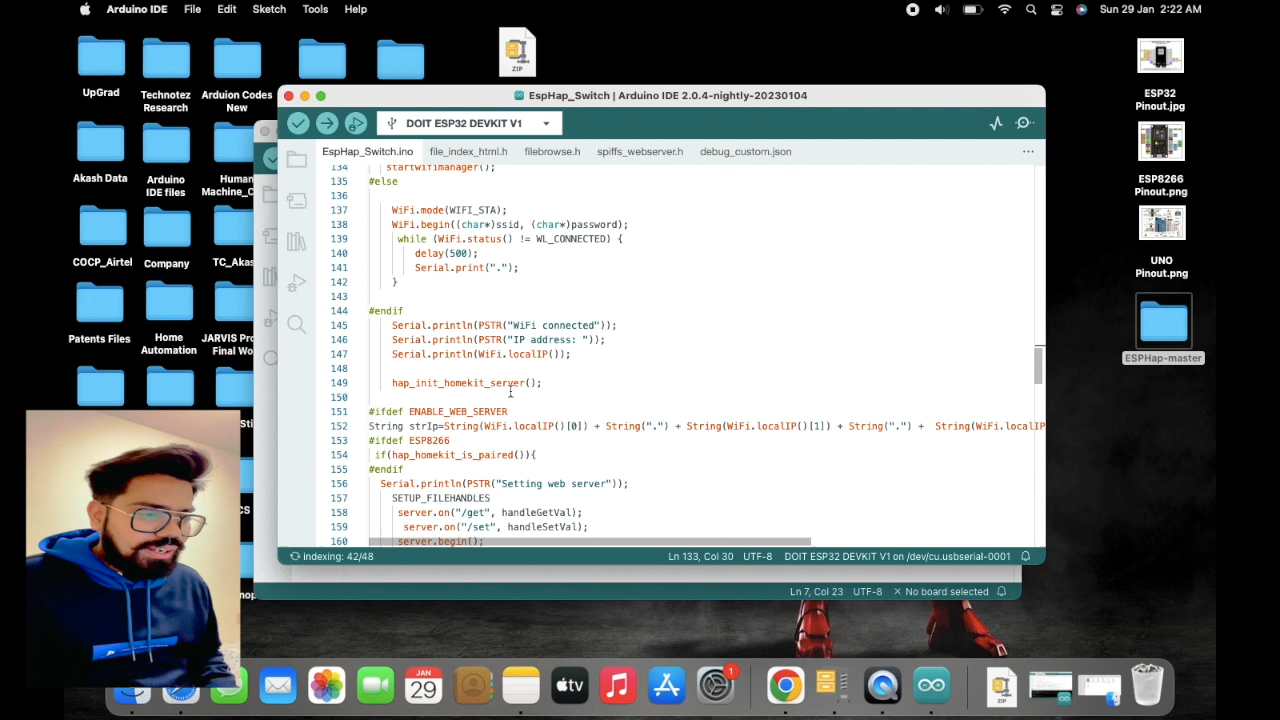 Arduino IDE File Edit Sketch Tools Help
Sun 29 Jan 2:22 AM
UpGrad
Technotez
Research
Arduion Codes
New
ZIP
ESP32
Pinout.jpg
Akash Data
Arduino
IDE files
Human
Machine_C
ESP8266
Pinout.png
COCP_Airtel
Company
TC_Akas
UNO
Pinout.png
Patents Files
Home
Automation
JARVIS Pro
Final Wo
ESPHap-master
EspHap_Switch | Arduino IDE 2.0.4-nightly-20230104
DOIT ESP32 DEVKIT V1
EspHap_Switch.ino file_index_html.h filebrowse.h spiffs_webserver.h debug_custom.json
134 startwifimanager();
135 #else
136
137 WiFi.mode(WIFI_STA);
138 WiFi.begin((char*)ssid, (char*)password);
139 while (WiFi.status() != WL_CONNECTED) {
140 delay(500);
141 Serial.print(".");
142 }
143
144 #endif
145 Serial.println(PSTR("WiFi connected"));
146 Serial.println(PSTR("IP address: "));
147 Serial.println(WiFi.localIP());
148
149 hap_init_homekit_server();
150
151 #ifdef ENABLE_WEB_SERVER
152 String strIp=String(WiFi.localIP()[0]) + String(".") + String(WiFi.localIP()[1]) + String(".") + String(WiFi.localIP
153 #ifdef ESP8266
154 if(hap_homekit_is_paired()){
155 #endif
156 Serial.println(PSTR("Setting web server"));
157 SETUP_FILEHANDLES
158 server.on("/get", handleGetVal);
159 server.on("/set", handleSetVal);
160 server.begin();
indexing: 42/48
Ln 133, Col 30 UTF-8 DOIT ESP32 DEVKIT V1 on /dev/cu.usbserial-0001
Ln 7, Col 23 UTF-8 × No board selected
JAN
29
tv
1
ZIP